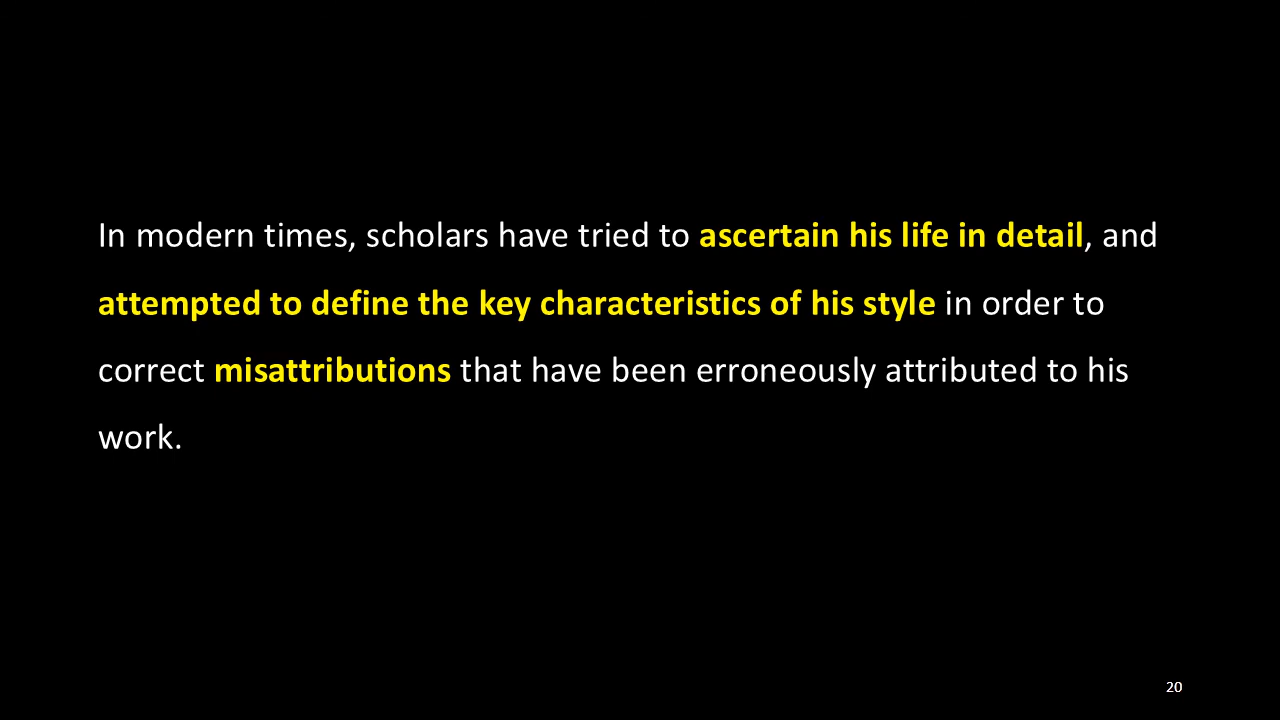 In modern times, scholars have tried to ascertain his life in detail, and
attempted to define the key characteristics of his style in order to
correct misattributions that have been erroneously attributed to his
work.
20